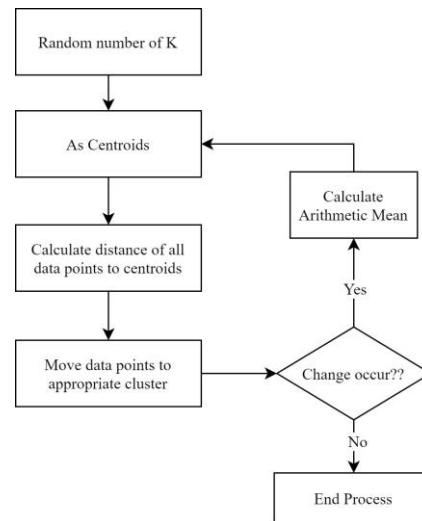 Random number of K
As Centroids
Calculate distance of all
data points to centroids
Move data points to
appropriate cluster
Change occur??
Yes
Calculate
Arithmetic Mean
No
End Process